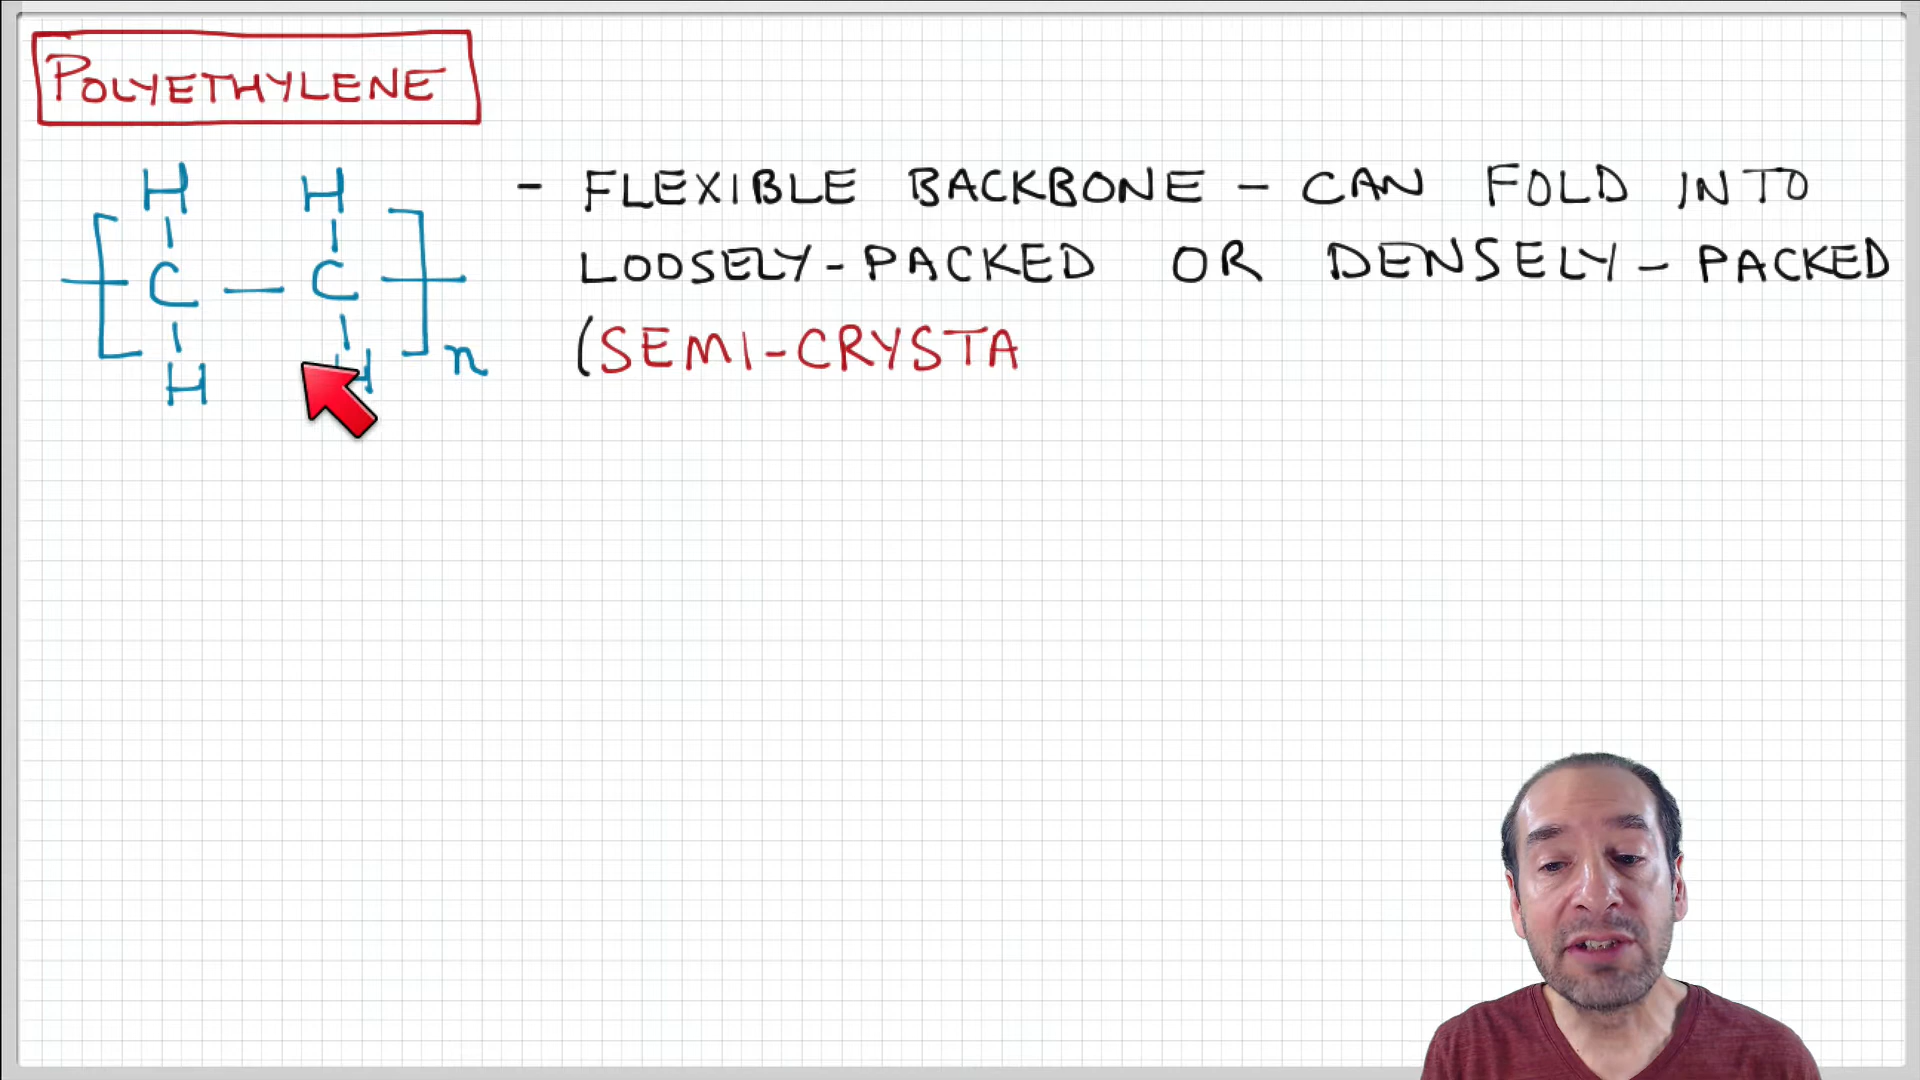 POLYETHYLENE
H H - FLEXIBLE BACKBONE - CAN FOLD INTO
C - C LOOSELY-PACKED OR DENSELY-PACKED
H H n (SEMI-CRYSTA